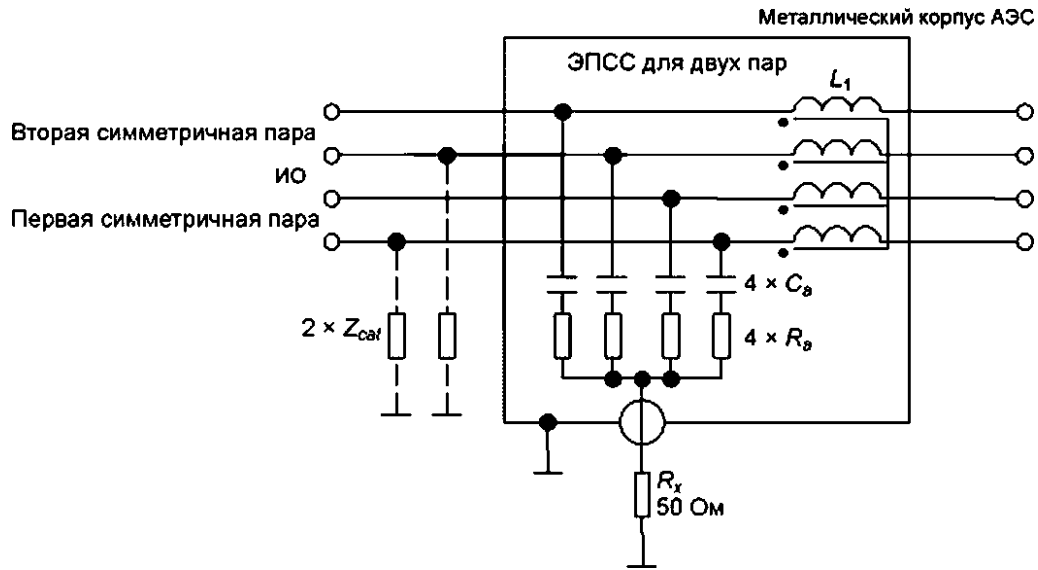 Металлический корпус АЭС
ЭПСС для двух пар
L1
Вторая симметричная пара
ИО
Первая симметричная пара
4 × Ca
2 × Zcat
4 × Ra
Rx
50 Ом